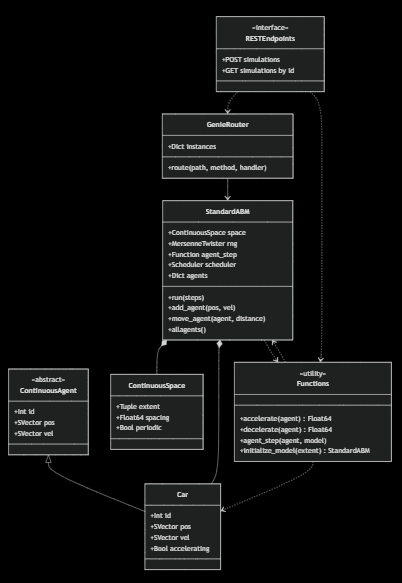 «interface»
RESTEndpoints
+POST simulations
+GET simulations by id
GenieRouter
+Dict instances
+route(path, method, handler)
StandardABM
+ContinuousSpace space
+MersenneTwister rng
+Function agent_step
+Scheduler scheduler
+Dict agents
+run(steps)
+add_agent(pos, vel)
+move_agent(agent, distance)
+allagents()
«abstract»
ContinuousAgent
+Int id
+SVector pos
+SVector vel
ContinuousSpace
+Tuple extent
+Float64 spacing
+Bool periodic
«utility»
Functions
+accelerate(agent) : Float64
+decelerate(agent) : Float64
+agent_step(agent, model)
+initialize_model(extent) : StandardABM
Car
+Int id
+SVector pos
+SVector vel
+Bool accelerating